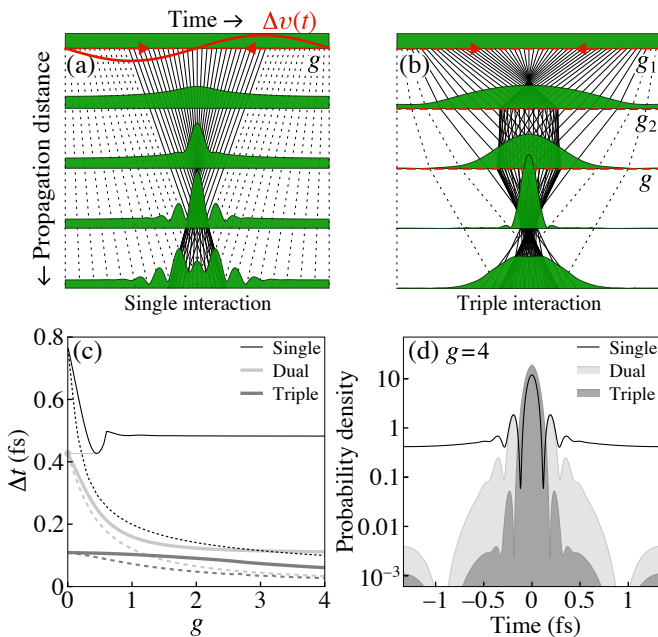 Time →
Δv(t)
(a)
g
← Propagation distance
Single interaction
(b)
g₁
g₂
g
Triple interaction
(c)
Single
Dual
Triple
0.8
0.6
0.4
0.2
0
Δt (fs)
0 1 2 3 4
g
(d) g=4
Single
Dual
Triple
10
1
0.1
0.01
10⁻³
Probability density
−1 −0.5 0 0.5 1
Time (fs)